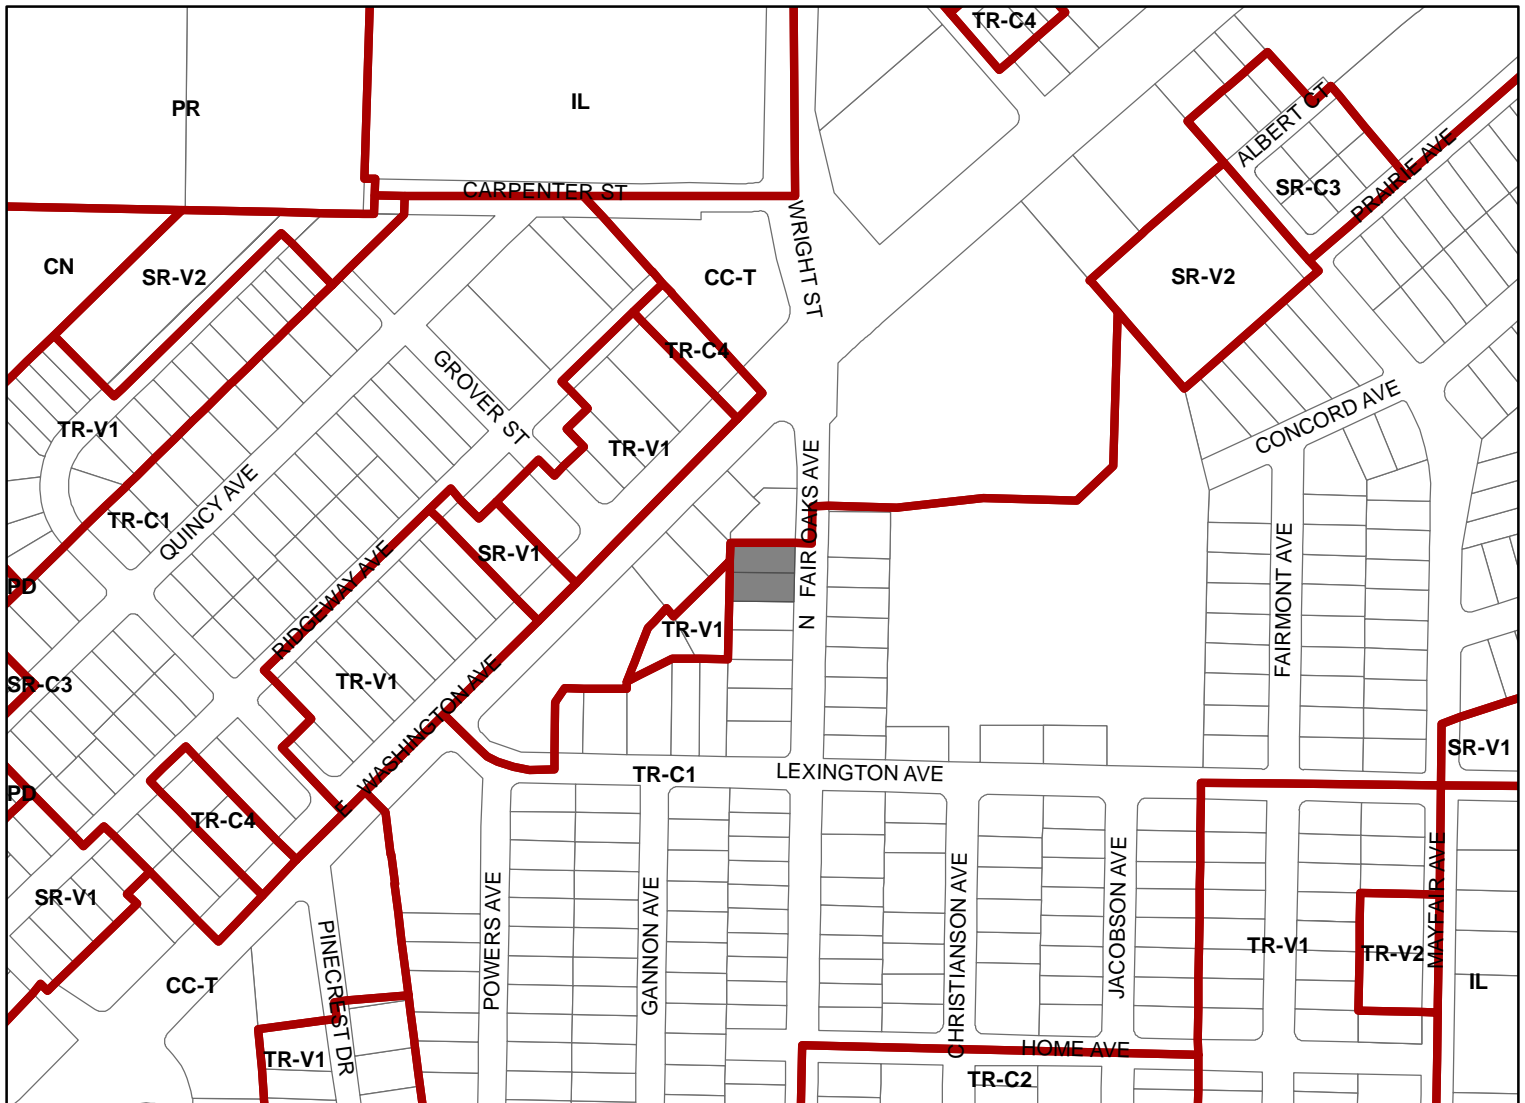 TR-C4
PR
IL
ALBERT CT
CARPENTER ST
SR-C3
PRAIRIE AVE
WRIGHT ST
CN
SR-V2
CC-T
SR-V2
TR-C4
GROVER ST
CONCORD AVE
TR-V1
TR-V1
QUINCY AVE
TR-C1
N FAIR OAKS AVE
SR-V1
FAIRMONT AVE
PD
RIDGEWAY AVE
TR-V1
SR-C3
TR-V1
E WASHINGTON AVE
SR-V1
TR-C1
LEXINGTON AVE
PD
TR-C4
SR-V1
POWERS AVE
GANNON AVE
CHRISTIANSON AVE
JACOBSON AVE
MAYFAIR AVE
TR-V1
TR-V2
PINECREST DR
CC-T
IL
TR-V1
HOME AVE
TR-C2